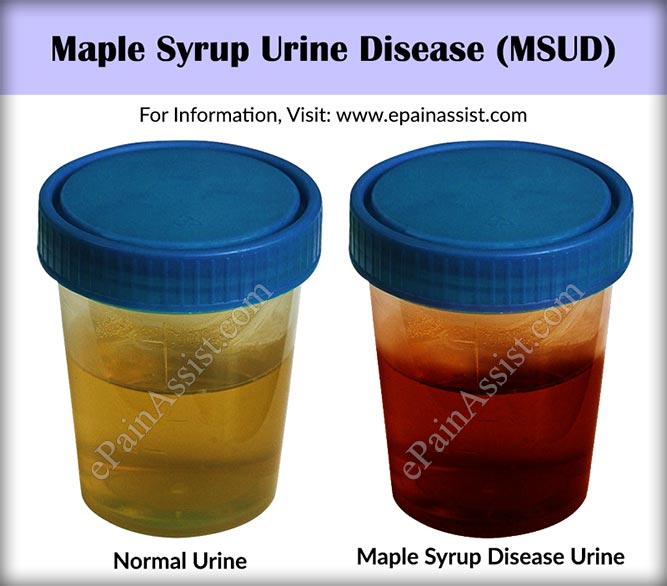 Maple Syrup Urine Disease (MSUD)
For Information, Visit: www.epainassist.com
ePainAssist.com
ePainAssist.com
Normal Urine
Maple Syrup Disease Urine